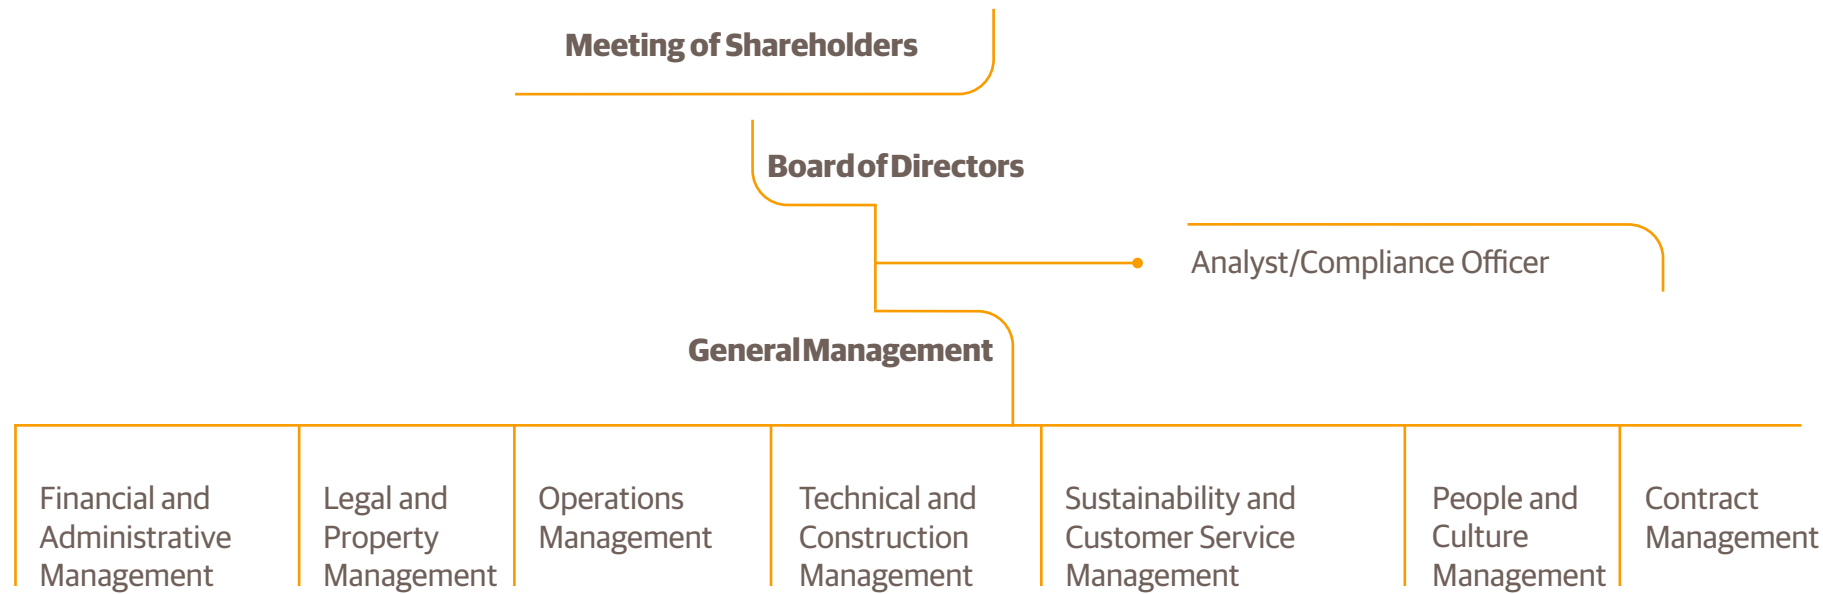 Meeting of Shareholders
Board of Directors
Analyst/Compliance Officer
General Management
Financial and
Administrative
Management
Legal and
Property
Management
Operations
Management
Technical and
Construction
Management
Sustainability and
Customer Service
Management
People and
Culture
Management
Contract
Management